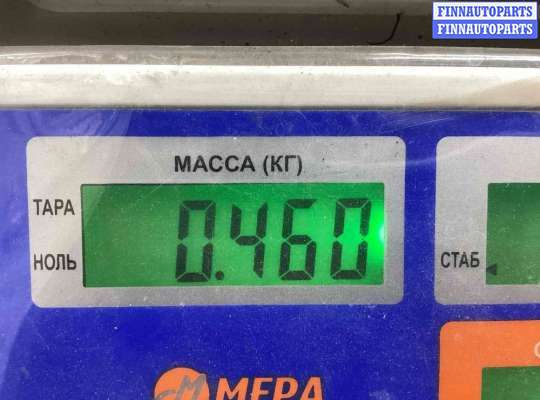 FINNAUTOPARTS
FINNAUTOPARTS
МАССА (КГ)
ТАРА
0.460
НОЛЬ
СТАБ
МЕРА